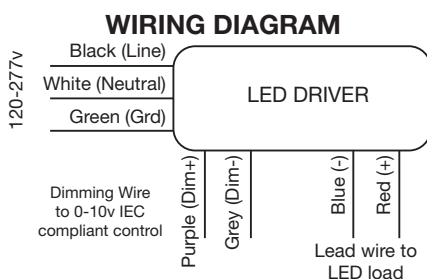 WIRING DIAGRAM
120-277v
Black (Line)
White (Neutral)
Green (Grd)
LED DRIVER
Dimming Wire
to 0-10v IEC
compliant control
Purple (Dim+)
Grey (Dim-)
Blue (-)
Red (+)
Lead wire to
LED load